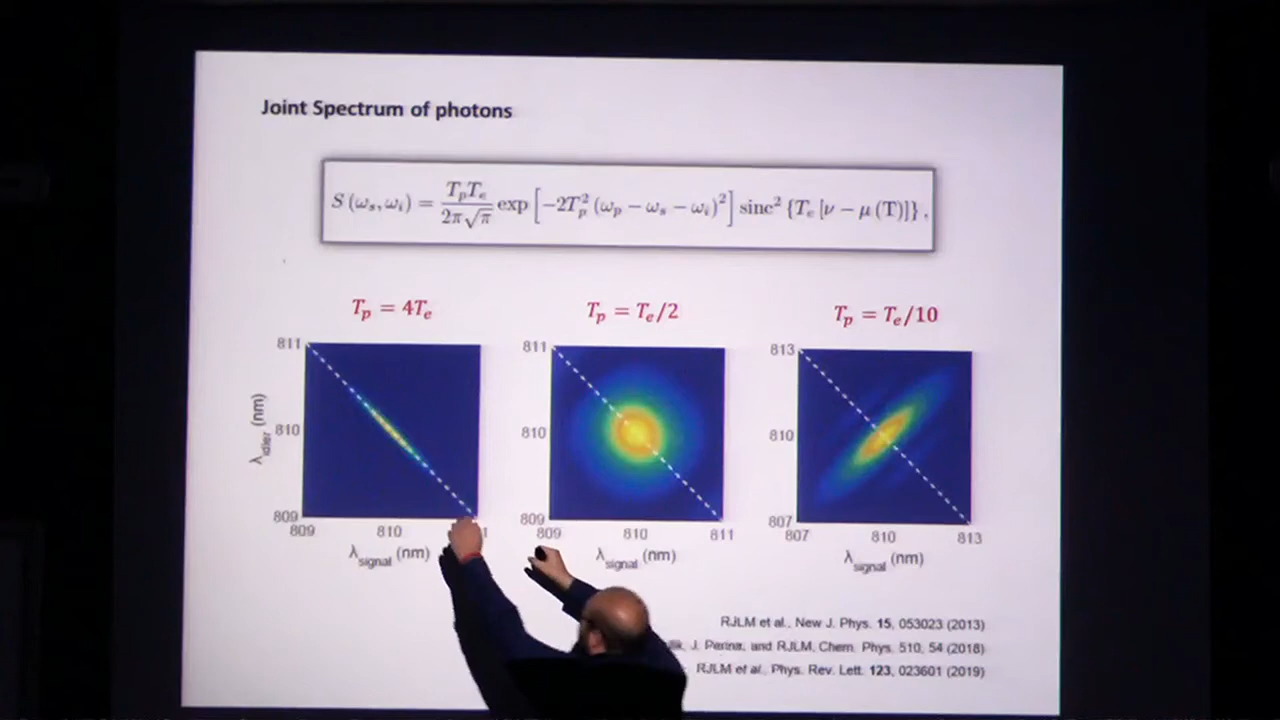 Joint Spectrum of photons
S (ωs, ωi) = TpTe / 2π√π exp [−2Tp² (ωp − ωs − ωi)²] sinc² {Te [ν − μ (T)]} .
Tp = 4Te
Tp = Te/2
Tp = Te/10
811
810
809
λidler (nm)
809 810 1
λsignal (nm)
811
810
809
809 810 811
λsignal (nm)
813
810
807
807 810 813
λsignal (nm)
RJLM et al., New J. Phys. 15, 053023 (2013)
J. Perina, and RJLM, Chem. Phys. 510, 54 (2018)
RJLM et al., Phys. Rev. Lett. 123, 023601 (2019)